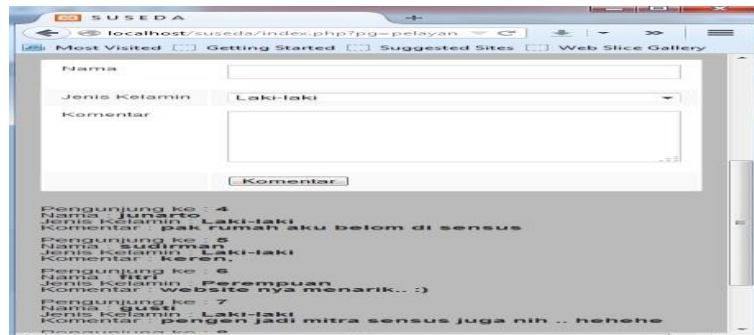 S U S E D A
localhost/suseda/index.php?pg=pelayan
Most Visited Getting Started Suggested Sites Web Slice Gallery
Nama
Jenis Kelamin Laki-laki
Komentar
Komentar
Pengunjung ke : 4
Nama : junarto
Jenis Kelamin : Laki-laki
Komentar : pak rumah aku belom di sensus
Pengunjung ke : 5
Nama : sudirman
Jenis Kelamin : Laki-laki
Komentar : keren.
Pengunjung ke : 6
Nama : fitri
Jenis Kelamin : Perempuan
Komentar : website nya menarik.. :)
Pengunjung ke : 7
Nama : gusti
Jenis Kelamin : Laki-laki
Komentar : pengen jadi mitra sensus juga nih .. hehehe